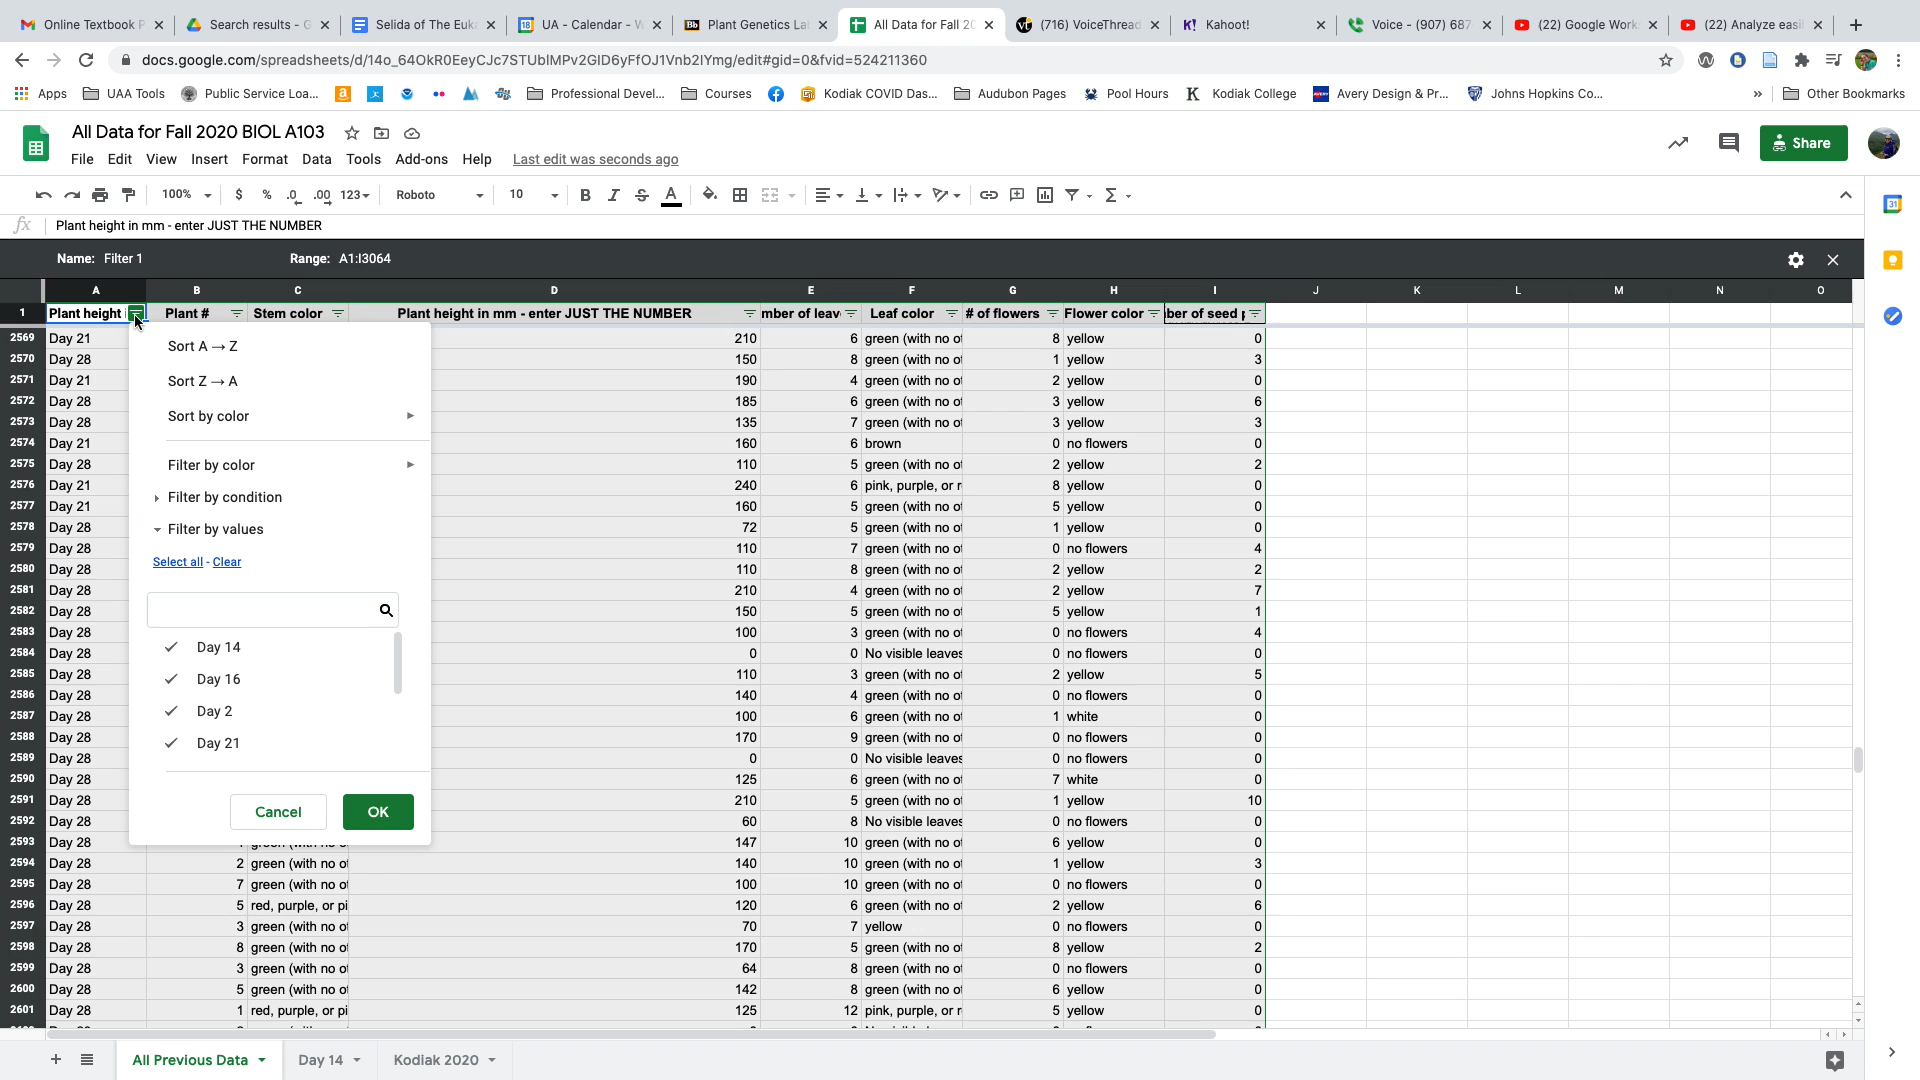 Online Textbook P
Search results - G
Selida of The Euk
UA - Calendar - W
Plant Genetics La
All Data for Fall 20
(716) VoiceThread
Kahoot!
Voice - (907) 687
(22) Google Work
(22) Analyze easi
docs.google.com/spreadsheets/d/14o_64OkR0EeyCJc7STUblMPv2GID6yFfOJ1Vnb2lYmg/edit#gid=0&fvid=524211360
Apps
UAA Tools
Public Service Loa...
Professional Devel...
Courses
Kodiak COVID Das...
Audubon Pages
Pool Hours
Kodiak College
Avery Design & Pr...
Johns Hopkins Co...
»
Other Bookmarks
All Data for Fall 2020 BIOL A103
Share
File Edit View Insert Format Data Tools Add-ons Help Last edit was seconds ago
100% $ % .0 .00 123 Roboto 10 B I S A
fx Plant height in mm - enter JUST THE NUMBER
Name: Filter 1 Range: A1:I3064
A B C D E F G H I J K L M N O
1 Plant height Plant # Stem color Plant height in mm - enter JUST THE NUMBER mber of leav Leaf color # of flowers Flower color ber of seed p
2569 Day 21 210 6 green (with no ot 8 yellow 0
2570 Day 28 150 8 green (with no ot 1 yellow 3
2571 Day 21 190 4 green (with no ot 2 yellow 0
2572 Day 28 185 6 green (with no ot 3 yellow 6
2573 Day 28 135 7 green (with no ot 3 yellow 3
2574 Day 21 160 6 brown 0 no flowers 0
2575 Day 28 110 5 green (with no ot 2 yellow 2
2576 Day 21 240 6 pink, purple, or r 8 yellow 0
2577 Day 21 160 5 green (with no ot 5 yellow 0
2578 Day 28 72 5 green (with no ot 1 yellow 0
2579 Day 28 110 7 green (with no ot 0 no flowers 4
2580 Day 28 110 8 green (with no ot 2 yellow 2
2581 Day 28 210 4 green (with no ot 2 yellow 7
2582 Day 28 150 5 green (with no ot 5 yellow 1
2583 Day 28 100 3 green (with no ot 0 no flowers 4
2584 Day 28 0 0 No visible leaves 0 no flowers 0
2585 Day 28 110 3 green (with no ot 2 yellow 5
2586 Day 28 140 4 green (with no ot 0 no flowers 0
2587 Day 28 100 6 green (with no ot 1 white 0
2588 Day 28 170 9 green (with no ot 0 no flowers 0
2589 Day 28 0 0 No visible leaves 0 no flowers 0
2590 Day 28 125 6 green (with no ot 7 white 0
2591 Day 28 210 5 green (with no ot 1 yellow 10
2592 Day 28 60 8 No visible leaves 0 no flowers 0
2593 Day 28 147 10 green (with no ot 6 yellow 0
2594 Day 28 2 green (with no ot 140 10 green (with no ot 1 yellow 3
2595 Day 28 7 green (with no ot 100 10 green (with no ot 0 no flowers 0
2596 Day 28 5 red, purple, or pi 120 6 green (with no ot 2 yellow 6
2597 Day 28 3 green (with no ot 70 7 yellow 0 no flowers 0
2598 Day 28 8 green (with no ot 170 5 green (with no ot 8 yellow 2
2599 Day 28 3 green (with no ot 64 8 green (with no ot 0 no flowers 0
2600 Day 28 5 green (with no ot 142 8 green (with no ot 6 yellow 0
2601 Day 28 1 red, purple, or pi 125 12 pink, purple, or r 5 yellow 0
Sort A → Z
Sort Z → A
Sort by color
Filter by color
Filter by condition
Filter by values
Select all - Clear
Day 14
Day 16
Day 2
Day 21
Cancel OK
All Previous Data Day 14 Kodiak 2020